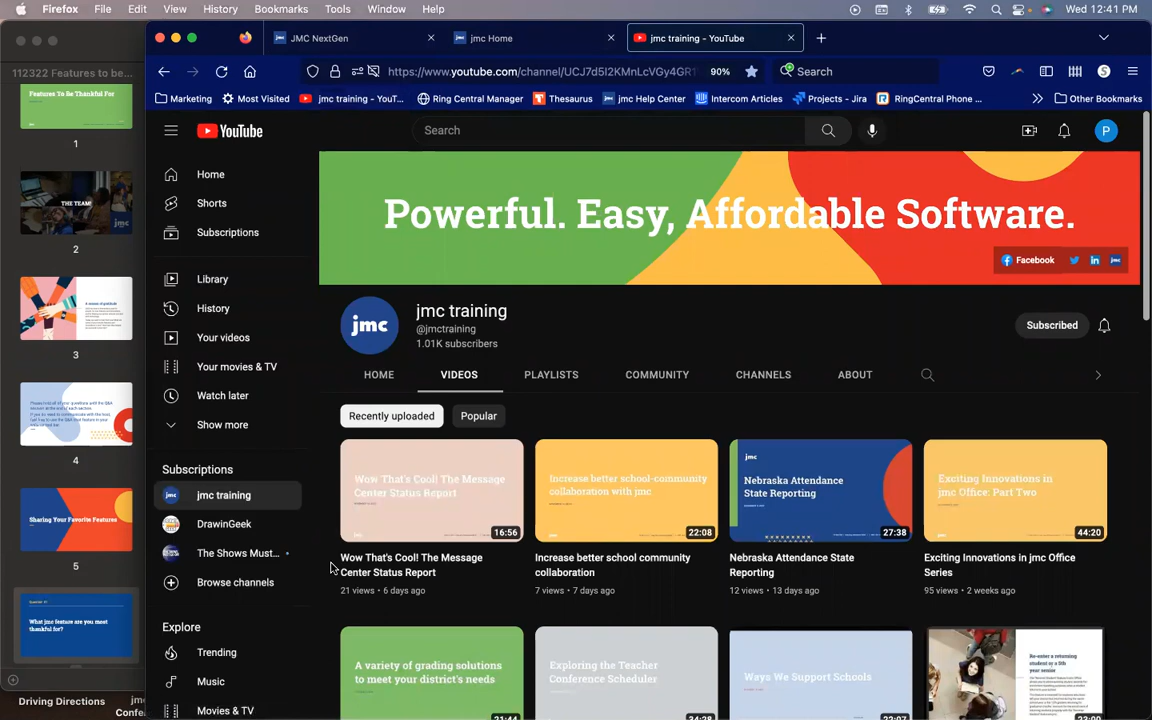 Firefox File Edit View History Bookmarks Tools Window Help Wed 12:41 PM
JMC NextGen jmc Home jmc training - YouTube
112322 Features to be...
https://www.youtube.com/channel/UCJ7d5I2KMnLcVGy4GR 90% Search
Marketing Most Visited jmc training - YouT... Ring Central Manager Thesaurus jmc Help Center Intercom Articles Projects - Jira RingCentral Phone ... Other Bookmarks
Features To Be Thankful For
1
THE TEAM!
jmc
2
3
4
Sharing Your Favorite Features
5
What jmc feature are you most
thankful for?
Driving Directions
YouTube
Search
P
Home
Shorts
Subscriptions
Library
History
Your videos
Your movies & TV
Watch later
Show more
Subscriptions
jmc training
DrawinGeek
The Shows Must...
Browse channels
Explore
Trending
Music
Movies & TV
Powerful. Easy, Affordable Software.
Facebook
jmc
jmc training
@jmctraining
1.01K subscribers
Subscribed
HOME VIDEOS PLAYLISTS COMMUNITY CHANNELS ABOUT
Recently uploaded Popular
Wow That's Cool! The Message
Center Status Report
16:56
Wow That's Cool! The Message
Center Status Report
21 views • 6 days ago
Increase better school-community
collaboration with jmc
22:08
Increase better school community
collaboration
7 views • 7 days ago
jmc
Nebraska Attendance
State Reporting
27:38
Nebraska Attendance State
Reporting
12 views • 13 days ago
Exciting Innovations in
jmc Office: Part Two
44:20
Exciting Innovations in jmc Office
Series
95 views • 2 weeks ago
A variety of grading solutions
to meet your district's needs
Exploring the Teacher
Conference Scheduler
Ways We Support Schools
Re-enter a returning
student or a 5th
year senior